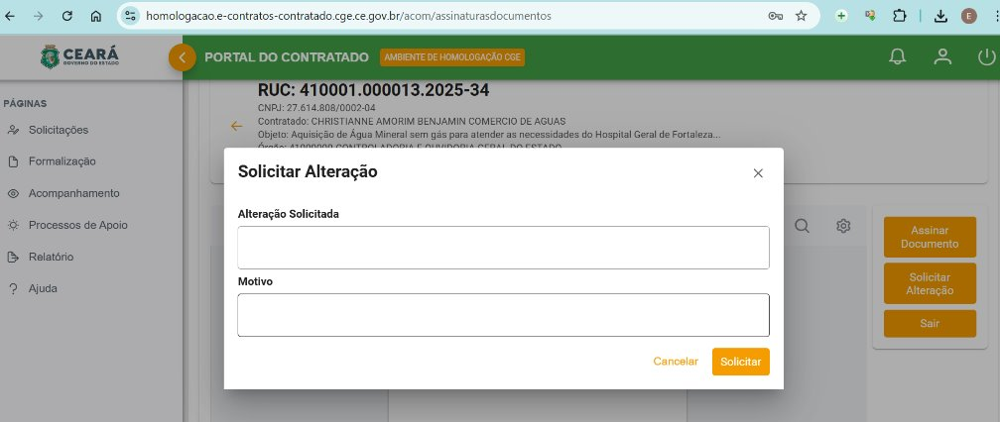 homologacao.e-contratos-contratado.cge.ce.gov.br/acom/assinaturasdocumentos
E
CEARÁ
GOVERNO DO ESTADO
PORTAL DO CONTRATADO
AMBIENTE DE HOMOLOGAÇÃO CGE
PÁGINAS
Solicitações
Formalização
Acompanhamento
Processos de Apoio
Relatório
Ajuda
RUC: 410001.000013.2025-34
CNPJ: 27.614.808/0002-04
Contratado: CHRISTIANNE AMORIM BENJAMIN COMERCIO DE AGUAS
Objeto: Aquisição de Água Mineral sem gás para atender as necessidades do Hospital Geral de Fortaleza...
Órgão: 41000009 CONTROLADORIA E OUVIDORIA GERAL DO ESTADO
Solicitar Alteração
Alteração Solicitada
Motivo
Cancelar
Solicitar
Assinar
Documento
Solicitar
Alteração
Sair